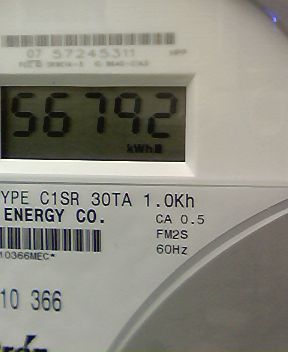 07 57245311
56792
kWh
YPE C1SR 30TA 1.0Kh
ENERGY CO.
CA 0.5
FM2S
60Hz
10366MEC*
10 366